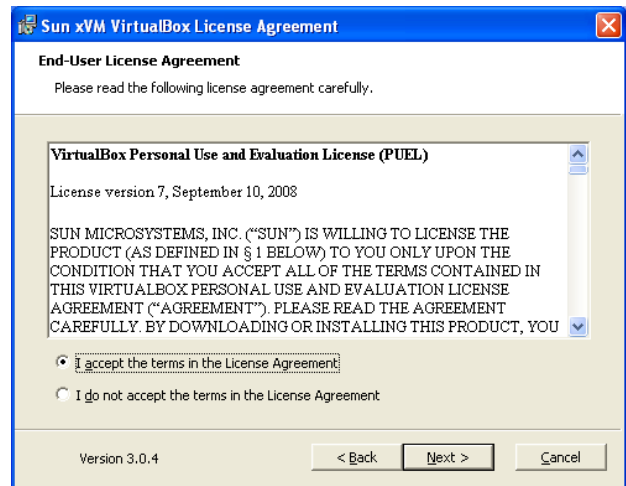 Sun xVM VirtualBox License Agreement
End-User License Agreement
Please read the following license agreement carefully.
VirtualBox Personal Use and Evaluation License (PUEL)
License version 7, September 10, 2008
SUN MICROSYSTEMS, INC. (“SUN”) IS WILLING TO LICENSE THE
PRODUCT (AS DEFINED IN § 1 BELOW) TO YOU ONLY UPON THE
CONDITION THAT YOU ACCEPT ALL OF THE TERMS CONTAINED IN
THIS VIRTUALBOX PERSONAL USE AND EVALUATION LICENSE
AGREEMENT (“AGREEMENT”). PLEASE READ THE AGREEMENT
CAREFULLY. BY DOWNLOADING OR INSTALLING THIS PRODUCT, YOU
I accept the terms in the License Agreement
I do not accept the terms in the License Agreement
Version 3.0.4
< Back
Next >
Cancel